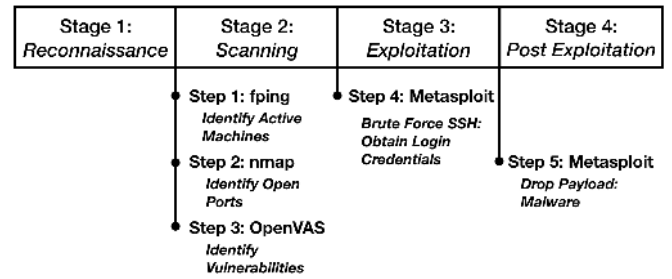 Stage 1:
Reconnaissance
Stage 2:
Scanning
Stage 3:
Exploitation
Stage 4:
Post Exploitation
Step 1: fping
Identify Active
Machines
Step 2: nmap
Identify Open
Ports
Step 3: OpenVAS
Identify
Vulnerabilities
Step 4: Metasploit
Brute Force SSH:
Obtain Login
Credentials
Step 5: Metasploit
Drop Payload:
Malware